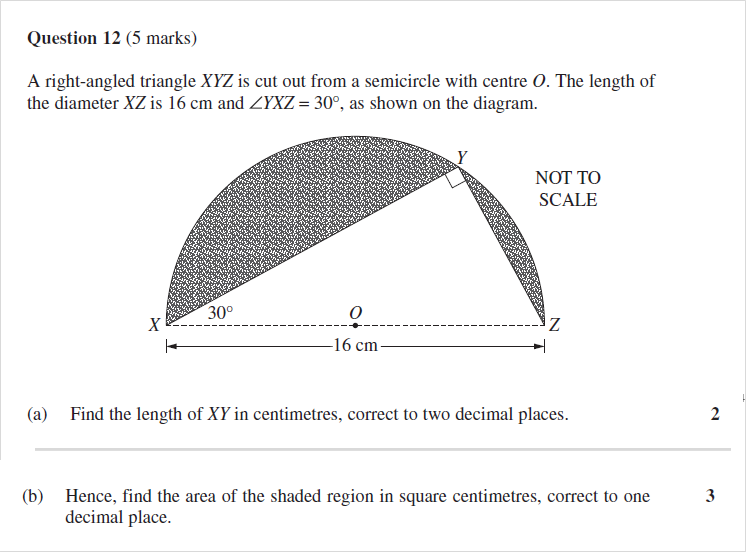 Question 12 (5 marks)
A right-angled triangle XYZ is cut out from a semicircle with centre O. The length of
the diameter XZ is 16 cm and ∠YXZ = 30°, as shown on the diagram.
Y
NOT TO
SCALE
30°
O
X
Z
16 cm
(a) Find the length of XY in centimetres, correct to two decimal places. 2
(b) Hence, find the area of the shaded region in square centimetres, correct to one 3
decimal place.